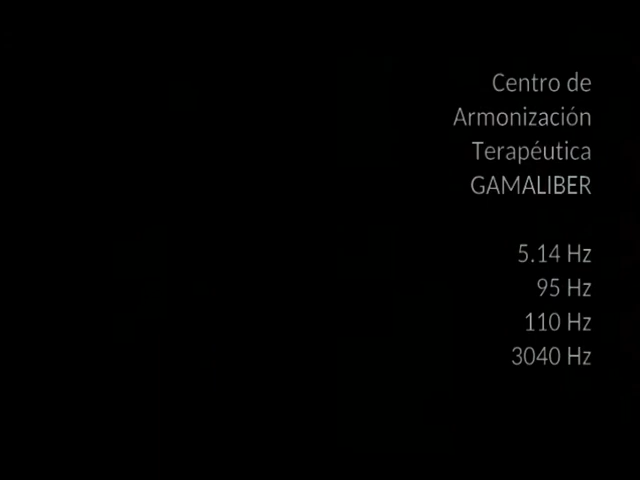 Centro de
Armonización
Terapéutica
GAMALIBER
5.14 Hz
95 Hz
110 Hz
3040 Hz